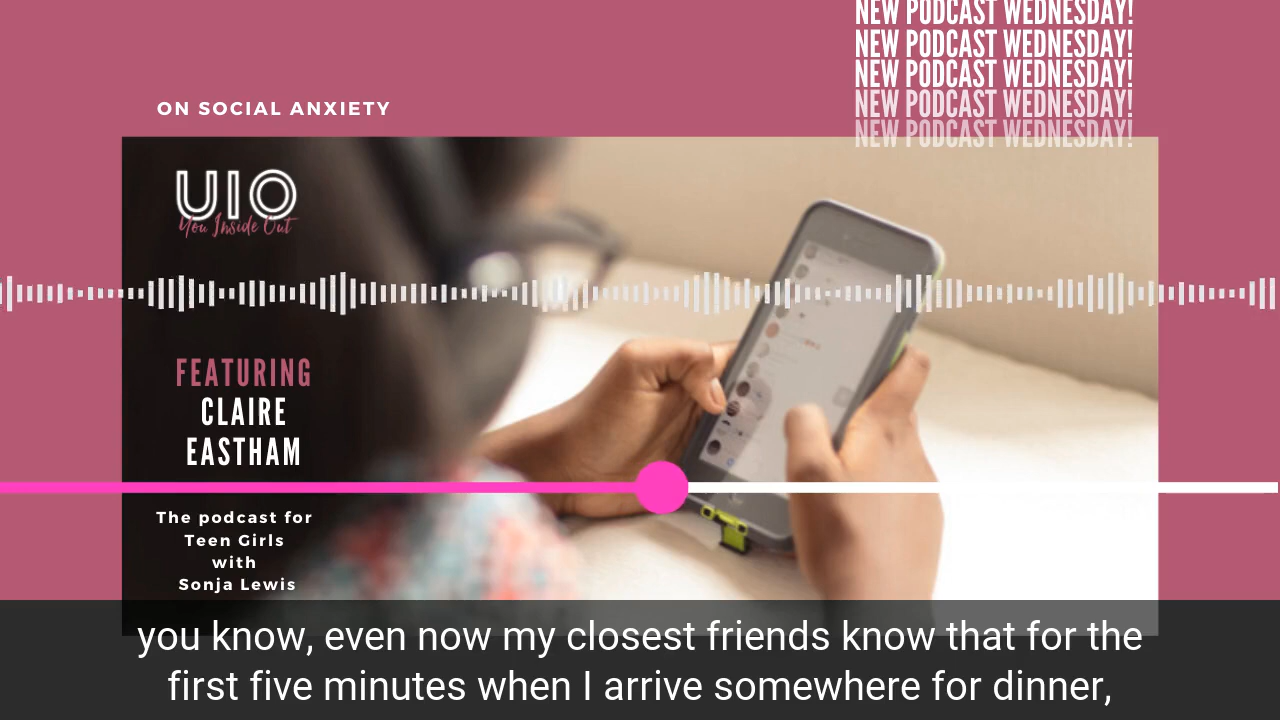 NEW PODCAST WEDNESDAY!
NEW PODCAST WEDNESDAY!
NEW PODCAST WEDNESDAY!
NEW PODCAST WEDNESDAY!
NEW PODCAST WEDNESDAY!
ON SOCIAL ANXIETY
UIO
You Inside Out
FEATURING
CLAIRE
EASTHAM
The podcast for
Teen Girls
with
Sonja Lewis
you know, even now my closest friends know that for the
first five minutes when I arrive somewhere for dinner,